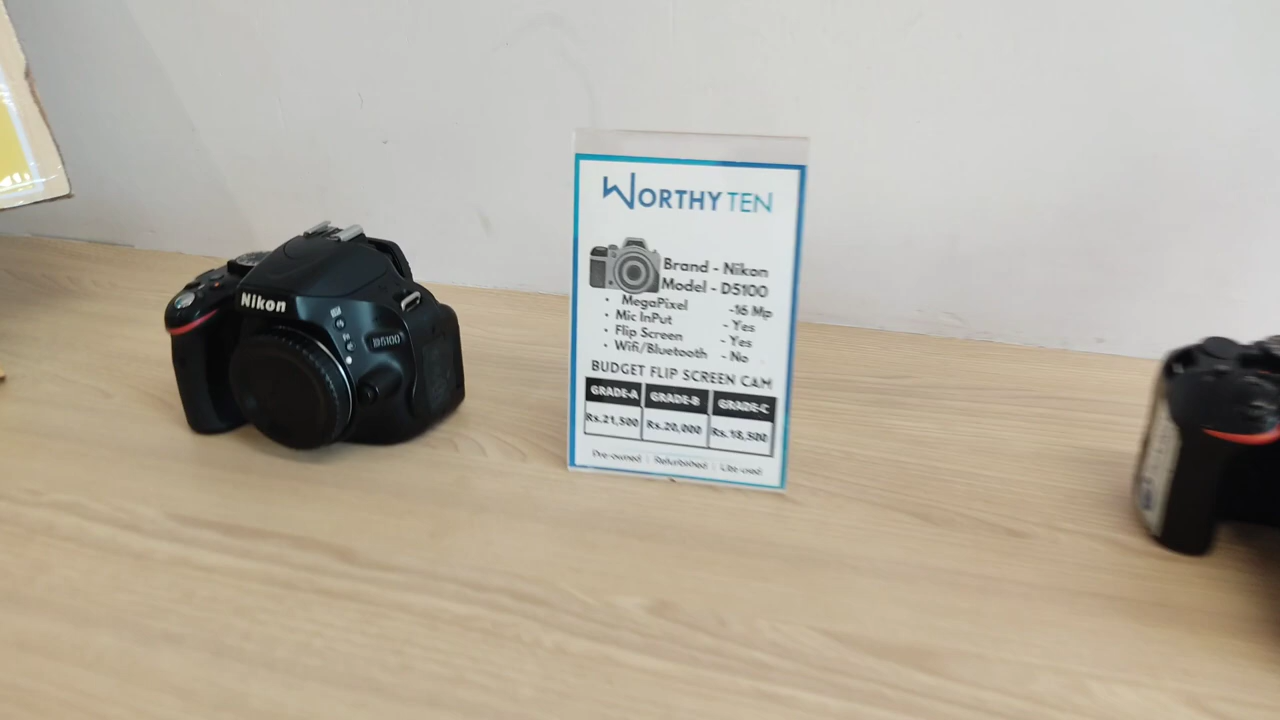 Nikon
D5100
WORTHY TEN
Brand - Nikon
Model - D5100
• MegaPixel -16 Mp
• Mic InPut - Yes
• Flip Screen - Yes
• Wifi/Bluetooth - No
BUDGET FLIP SCREEN CAM
GRADE-A GRADE-B GRADE-C
Rs.21,500 Rs.20,000 Rs.18,500
Pre-owned | Refurbished | Like used